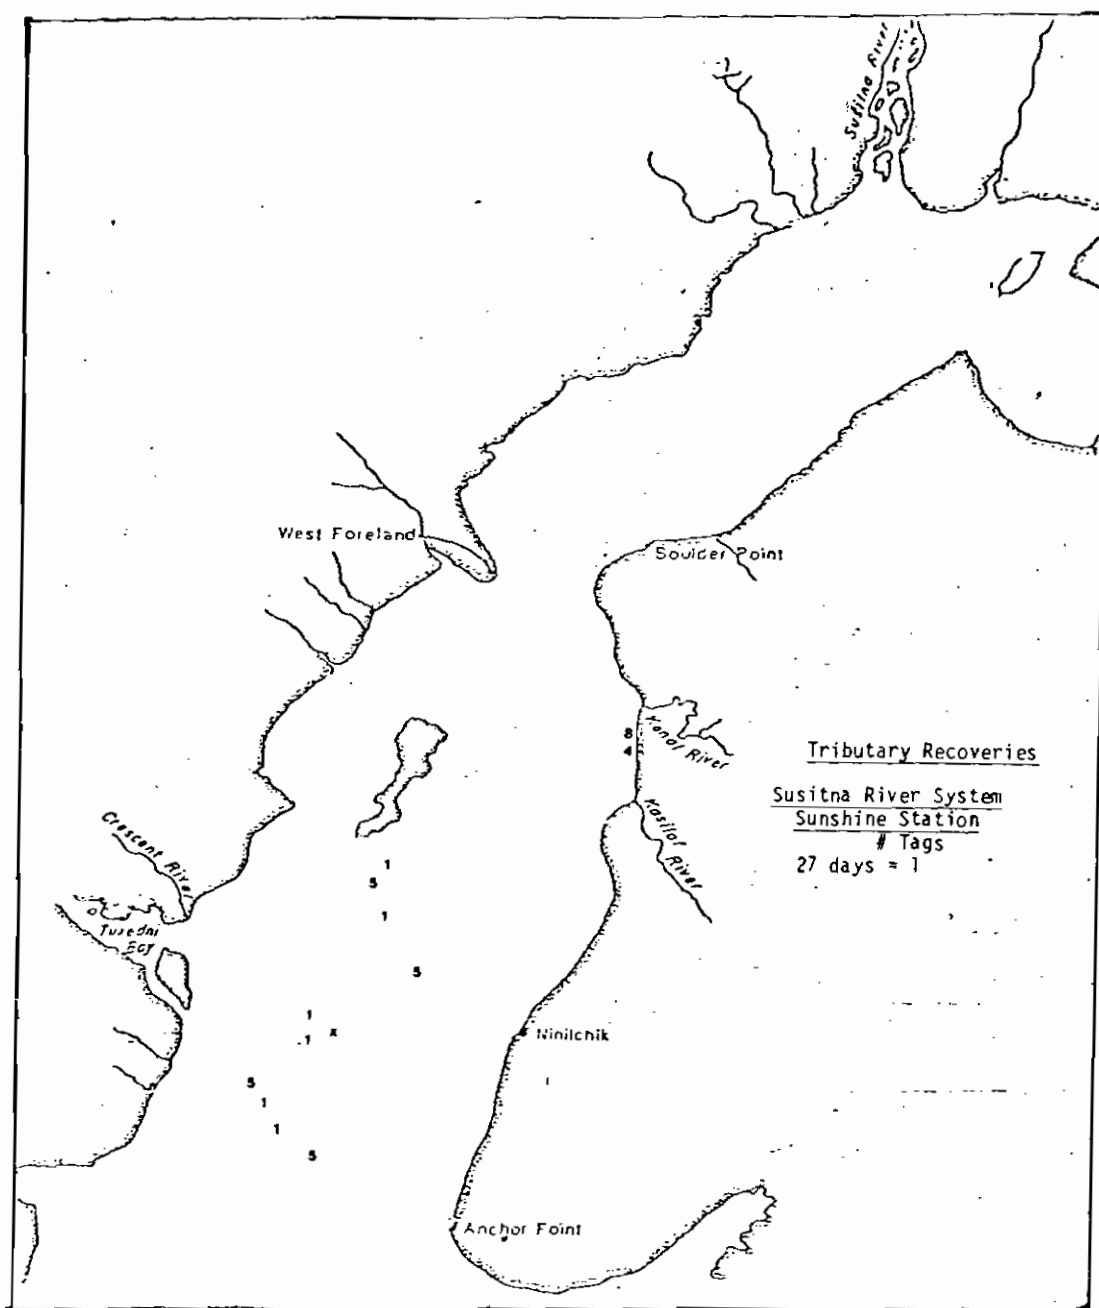 Susitna River
West Foreland
Boulder Point
8
4
Kenai River
Tributary Recoveries
Susitna River System
Sunshine Station
# Tags
27 days = 1
Kasilof
River
Crescent River
1
5
1
Tuxedni
Bay
5
1
1
x
Ninilchik
5
1
1
5
Anchor Point